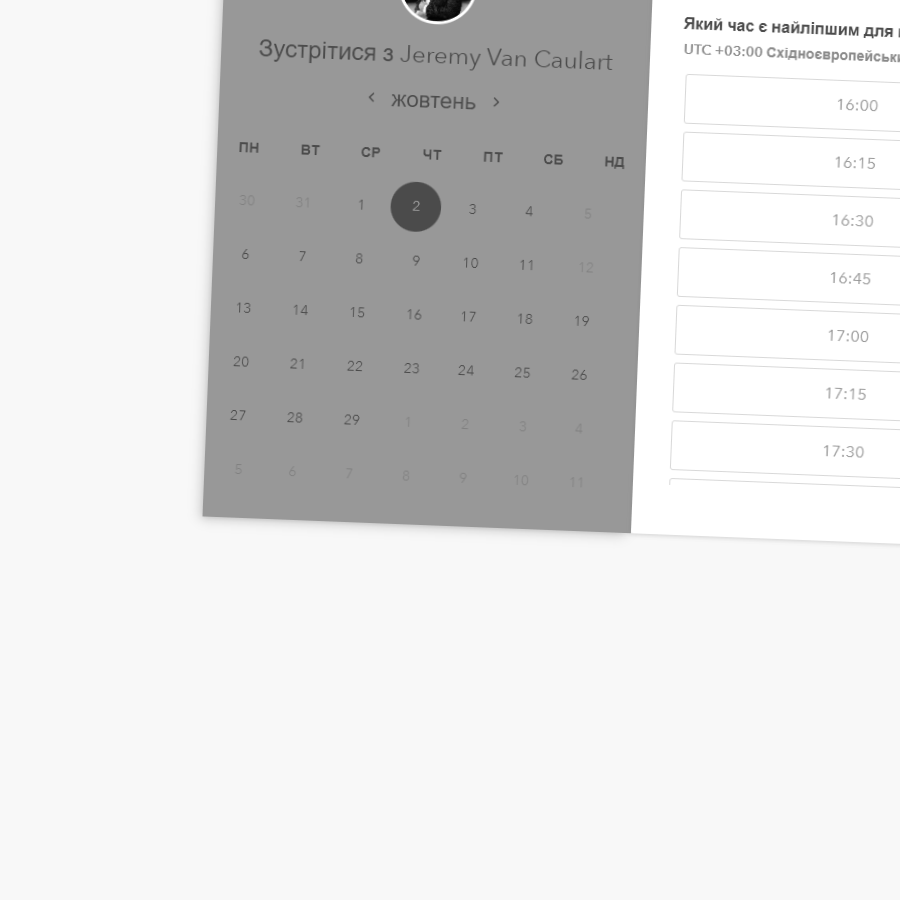 Зустрітися з Jeremy Van Caulart
‹ жовтень ›
ПН ВТ СР ЧТ ПТ СБ НД
30 31 1 2 3 4 5
6 7 8 9 10 11 12
13 14 15 16 17 18 19
20 21 22 23 24 25 26
27 28 29 1 2 3 4
5 6 7 8 9 10 11
Який час є найліпшим для
UTC +03:00
16:00
16:15
16:30
16:45
17:00
17:15
17:30